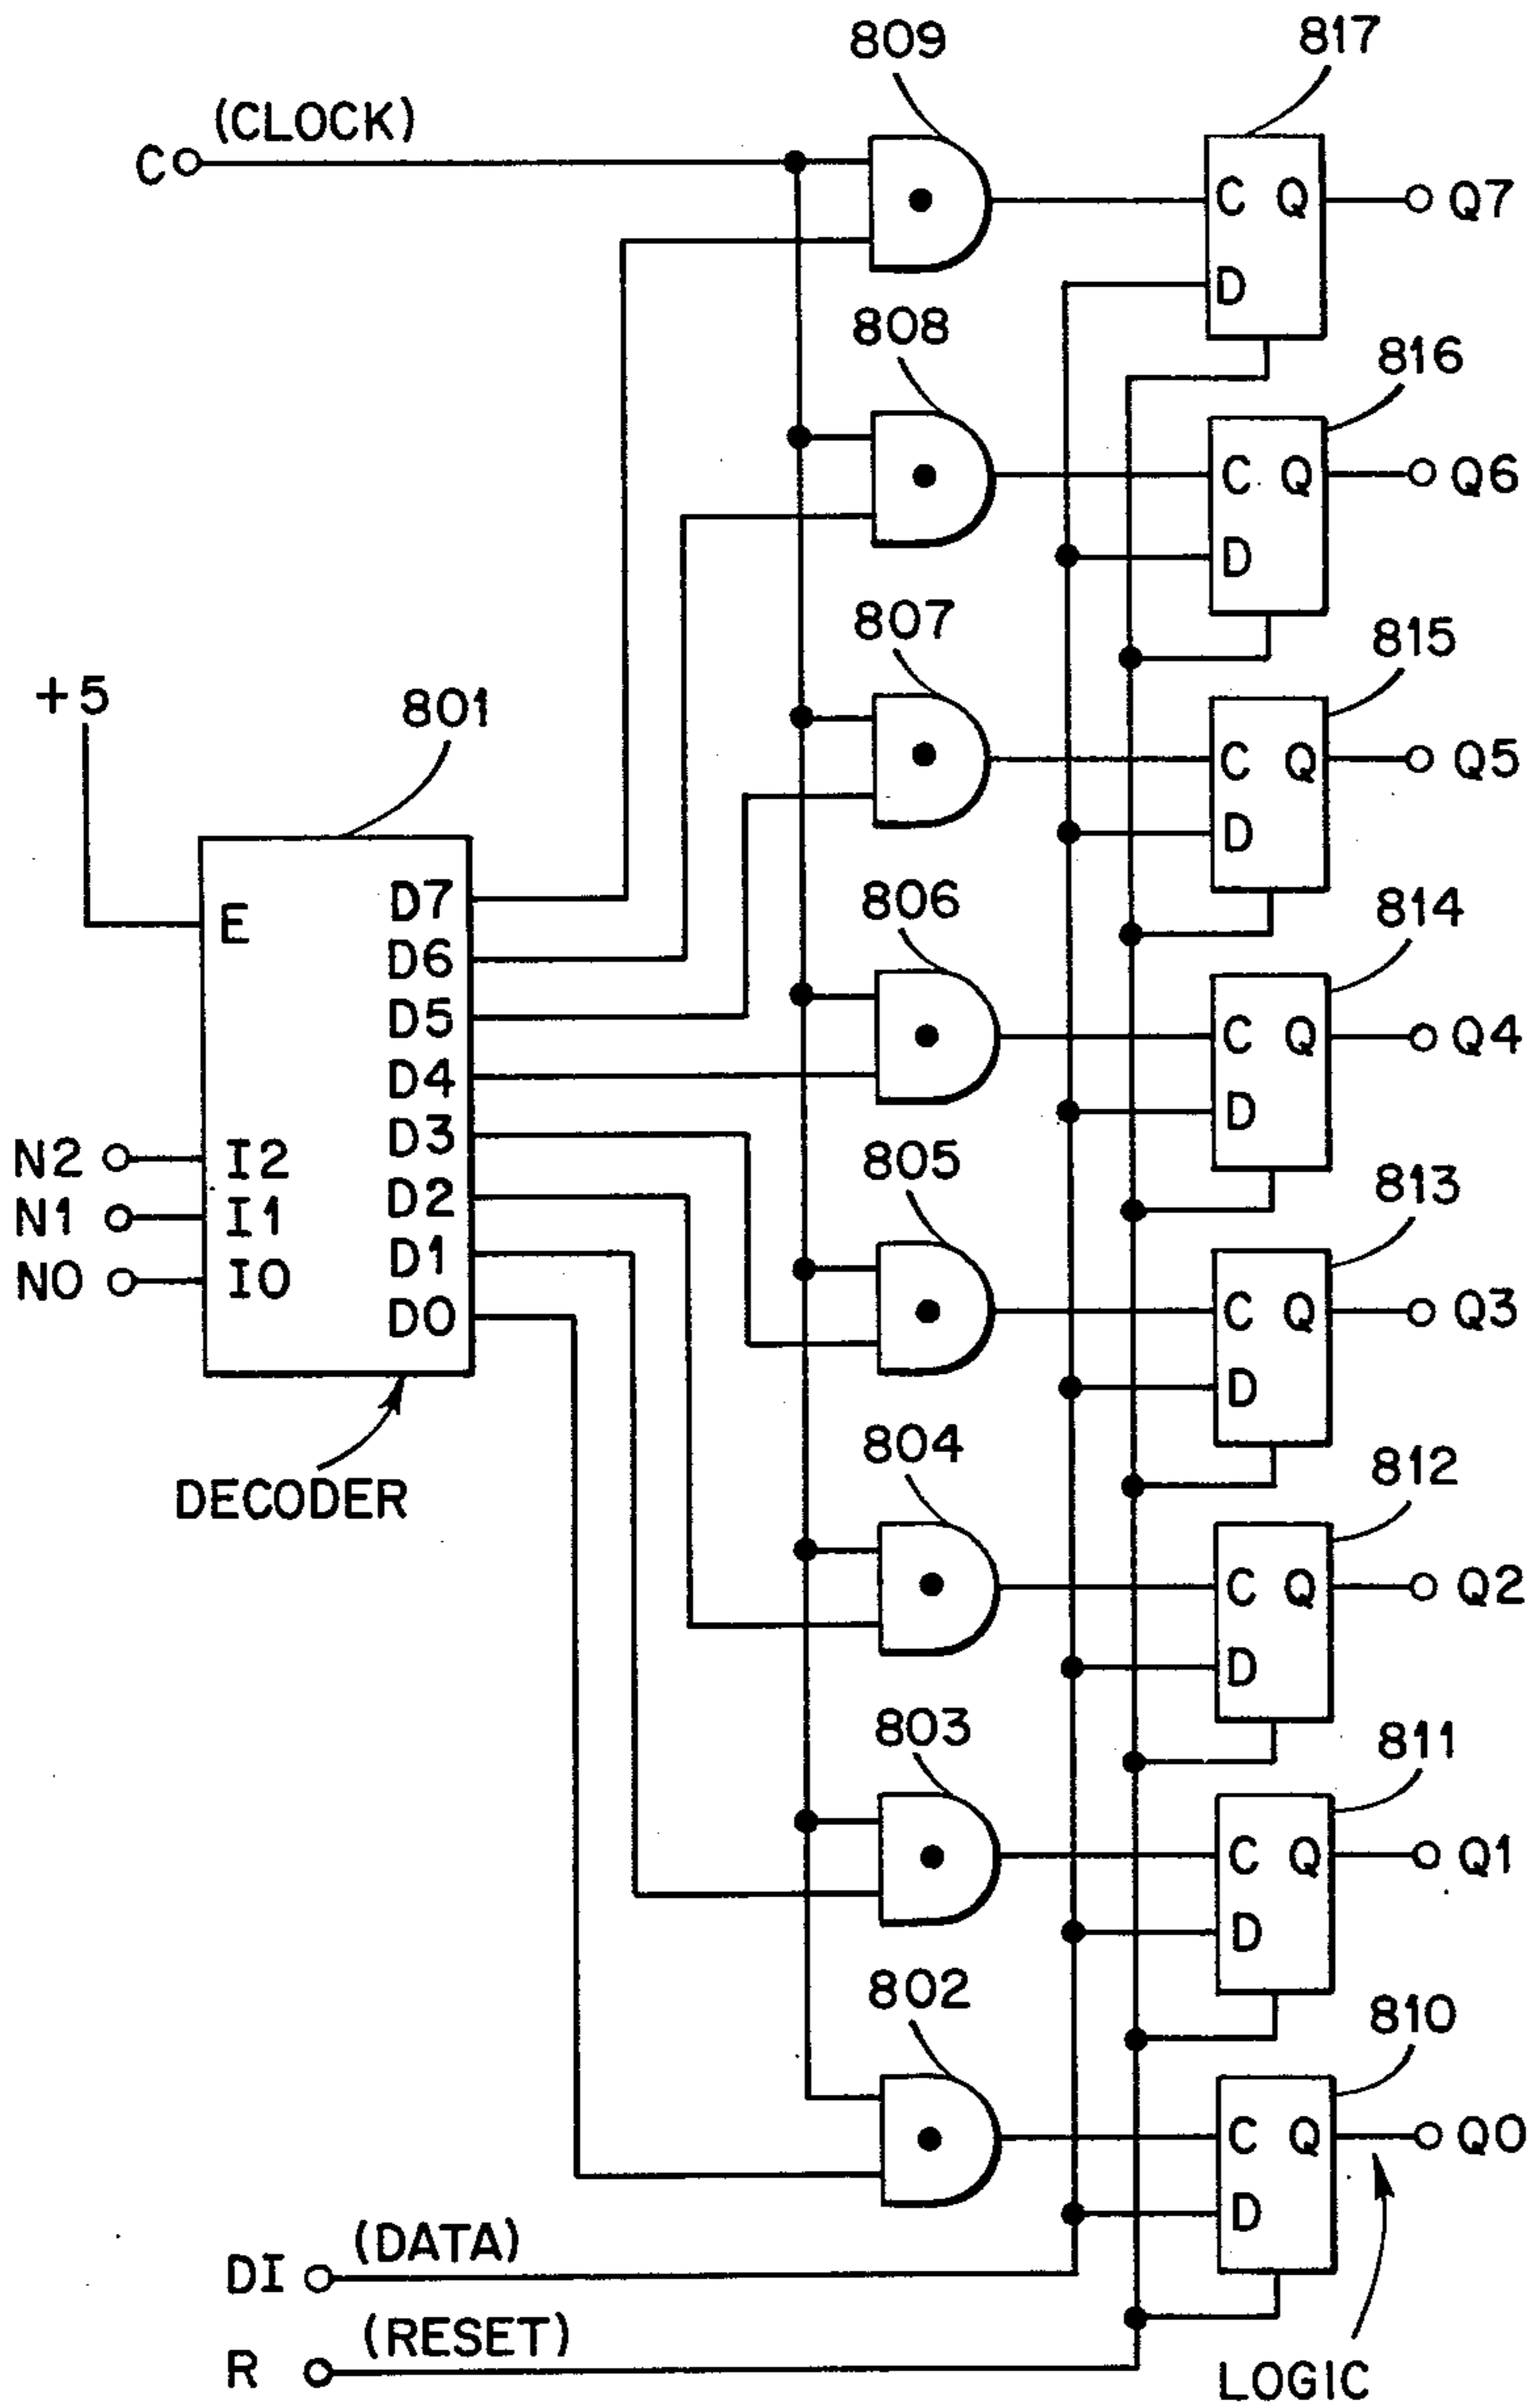 809
817
(CLOCK)
C
C Q
Q7
D
808
816
C Q
Q6
D
807
815
+5
801
C Q
Q5
D
806
814
E
D7
D6
D5
D4
D3
D2
D1
D0
C Q
Q4
D
N2
I2
N1
I1
N0
I0
805
813
C Q
Q3
D
DECODER
804
812
C Q
Q2
D
803
811
C Q
Q1
D
802
810
C Q
Q0
D
(DATA)
DI
(RESET)
R
LOGIC